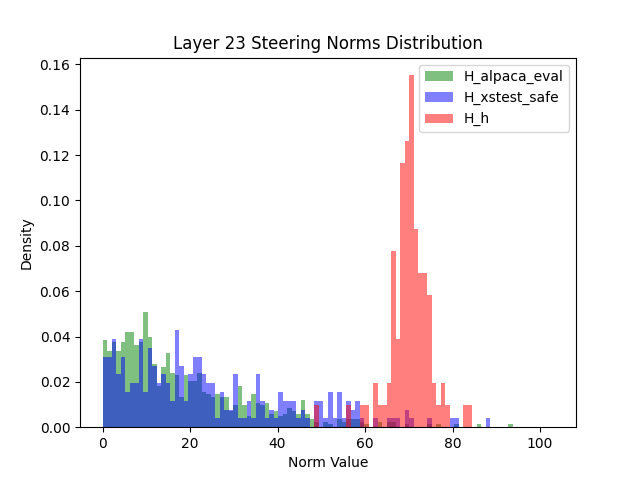 Layer 23 Steering Norms Distribution
H_alpaca_eval
H_xstest_safe
H_h
0.16
0.14
0.12
0.10
0.08
0.06
0.04
0.02
0.00
Density
0
20
40
60
80
100
Norm Value